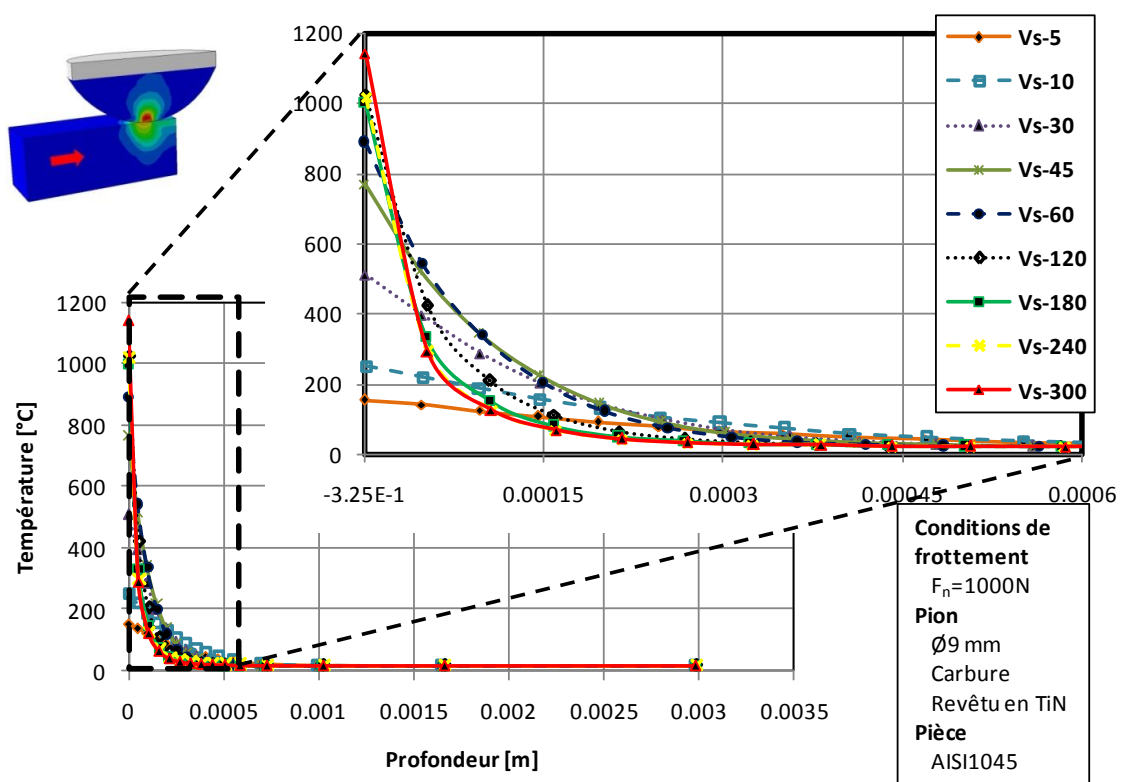 1200
1000
800
600
400
200
0
-3.25E-1
0.00015
0.0003
0.00045
0.0006
Vs-5
Vs-10
Vs-30
Vs-45
Vs-60
Vs-120
Vs-180
Vs-240
Vs-300
Température [°C]
1200
1000
800
600
400
200
0
0
0.0005
0.001
0.0015
0.002
0.0025
0.003
0.0035
Profondeur [m]
Conditions de
frottement
Fn=1000N
Pion
Ø9 mm
Carbure
Revêtu en TiN
Pièce
AISI1045